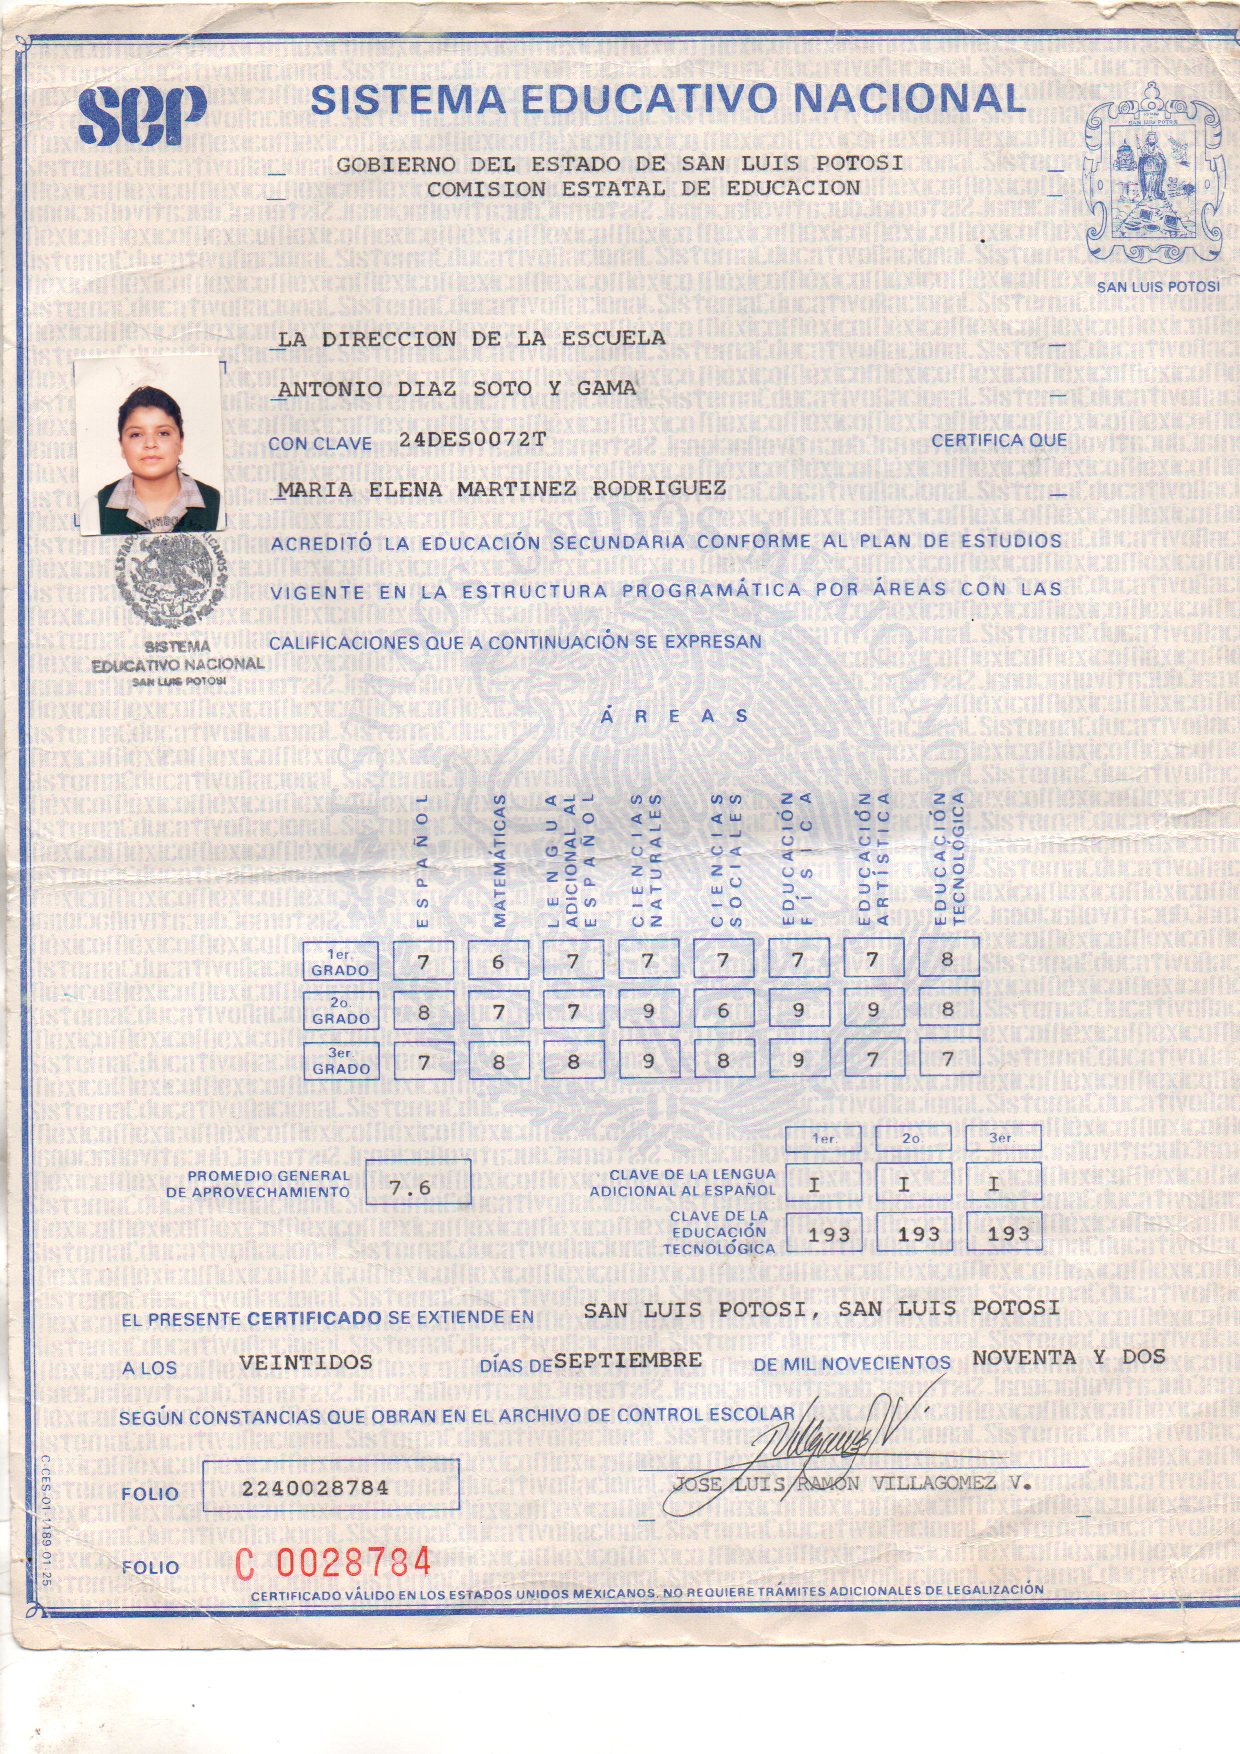 SEP
SISTEMA EDUCATIVO NACIONAL
GOBIERNO DEL ESTADO DE SAN LUIS POTOSI
COMISION ESTATAL DE EDUCACION
SAN LUIS POTOSI
LA DIRECCION DE LA ESCUELA
ANTONIO DIAZ SOTO Y GAMA
CON CLAVE 24DES0072T CERTIFICA QUE
MARIA ELENA MARTINEZ RODRIGUEZ
ACREDITÓ LA EDUCACIÓN SECUNDARIA CONFORME AL PLAN DE ESTUDIOS
VIGENTE EN LA ESTRUCTURA PROGRAMÁTICA POR ÁREAS CON LAS
CALIFICACIONES QUE A CONTINUACIÓN SE EXPRESAN
ESTADOS UNIDOS MEXICANOS
SISTEMA
EDUCATIVO NACIONAL
SAN LUIS POTOSI
ÁREAS
ESPAÑOL
MATEMÁTICAS
LENGUA ADICIONAL AL ESPAÑOL
CIENCIAS NATURALES
CIENCIAS SOCIALES
EDUCACIÓN FÍSICA
EDUCACIÓN ARTÍSTICA
EDUCACIÓN TECNOLÓGICA
1er. GRADO 7 6 7 7 7 7 7 8
2o. GRADO 8 7 7 9 6 9 9 8
3er. GRADO 7 8 8 9 8 9 7 7
1er. 2o. 3er.
PROMEDIO GENERAL
DE APROVECHAMIENTO 7.6
CLAVE DE LA LENGUA
ADICIONAL AL ESPAÑOL I I I
CLAVE DE LA
EDUCACIÓN
TECNOLÓGICA 193 193 193
EL PRESENTE CERTIFICADO SE EXTIENDE EN SAN LUIS POTOSI, SAN LUIS POTOSI
A LOS VEINTIDOS DÍAS DE SEPTIEMBRE DE MIL NOVECIENTOS NOVENTA Y DOS
SEGÚN CONSTANCIAS QUE OBRAN EN EL ARCHIVO DE CONTROL ESCOLAR
JOSE LUIS RAMON VILLAGOMEZ V.
FOLIO 2240028784
FOLIO C 0028784
CERTIFICADO VÁLIDO EN LOS ESTADOS UNIDOS MEXICANOS, NO REQUIERE TRÁMITES ADICIONALES DE LEGALIZACIÓN